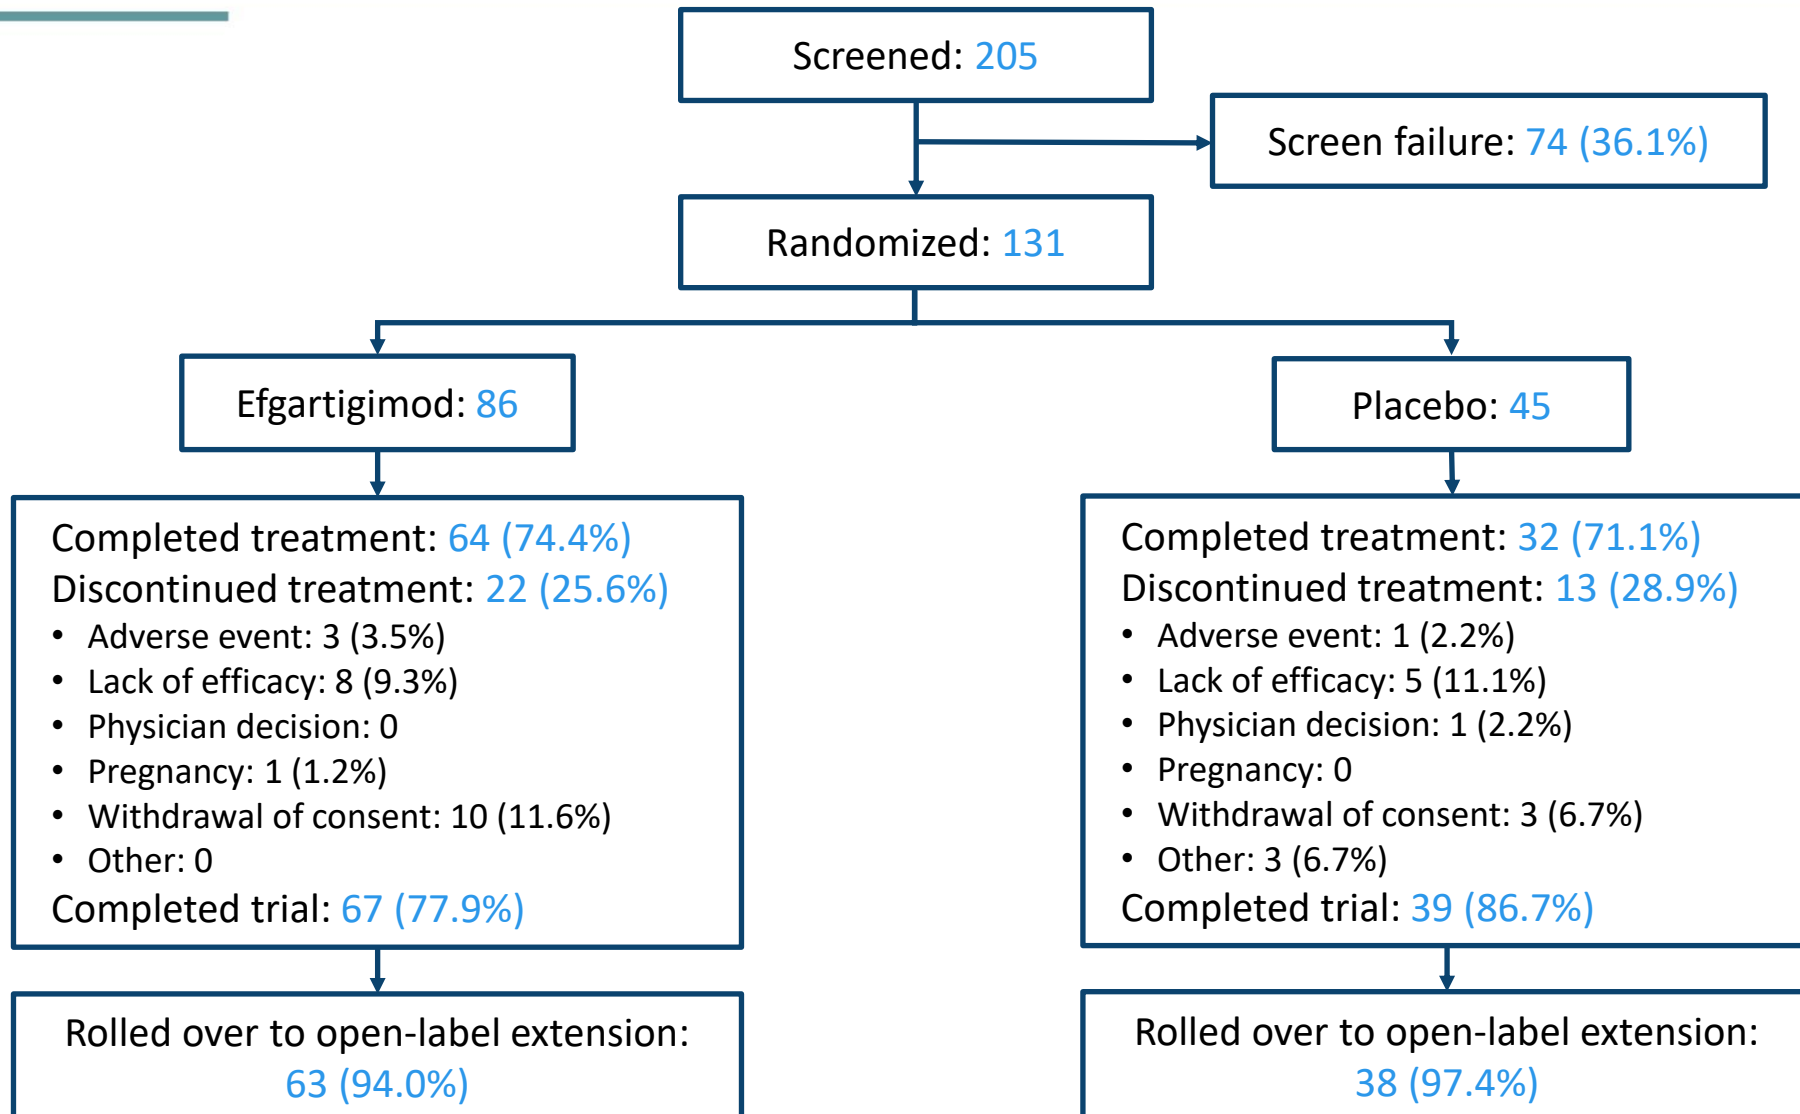 Screened: 205
Screen failure: 74 (36.1%)
Randomized: 131
Efgartigimod: 86
Completed treatment: 64 (74.4%)
Discontinued treatment: 22 (25.6%)
• Adverse event: 3 (3.5%)
• Lack of efficacy: 8 (9.3%)
• Physician decision: 0
• Pregnancy: 1 (1.2%)
• Withdrawal of consent: 10 (11.6%)
• Other: 0
Completed trial: 67 (77.9%)
Rolled over to open-label extension:
63 (94.0%)
Placebo: 45
Completed treatment: 32 (71.1%)
Discontinued treatment: 13 (28.9%)
• Adverse event: 1 (2.2%)
• Lack of efficacy: 5 (11.1%)
• Physician decision: 1 (2.2%)
• Pregnancy: 0
• Withdrawal of consent: 3 (6.7%)
• Other: 3 (6.7%)
Completed trial: 39 (86.7%)
Rolled over to open-label extension:
38 (97.4%)